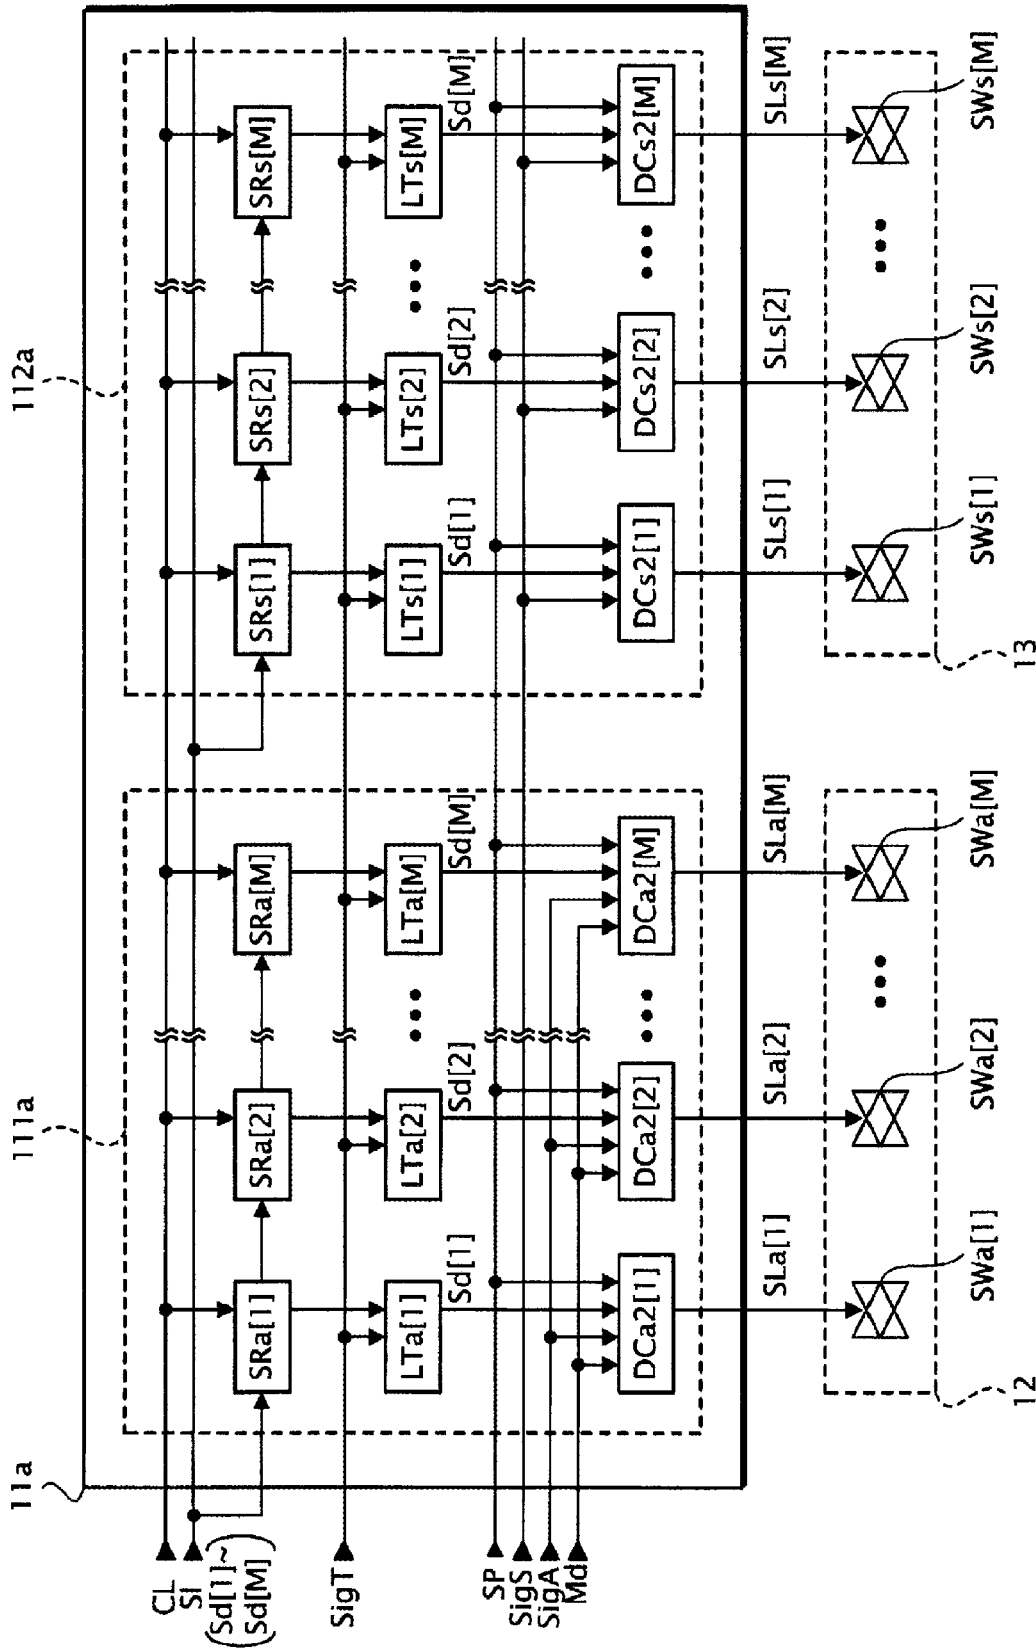 11a
111a
112a
CL
SI
(Sd[1]~
Sd[M])
SigT
SP
SigS
SigA
Md
SRa[1]
SRa[2]
SRa[M]
SRs[1]
SRs[2]
SRs[M]
LTa[1]
LTa[2]
•••
LTa[M]
LTs[1]
LTs[2]
•••
LTs[M]
Sd[1]
Sd[2]
Sd[M]
Sd[1]
Sd[2]
Sd[M]
DCa2[1]
DCa2[2]
•••
DCa2[M]
DCs2[1]
DCs2[2]
•••
DCs2[M]
SLa[1]
SLa[2]
SLa[M]
SLs[1]
SLs[2]
SLs[M]
•••
•••
12
SWa[1]
SWa[2]
SWa[M]
13
SWs[1]
SWs[2]
SWs[M]